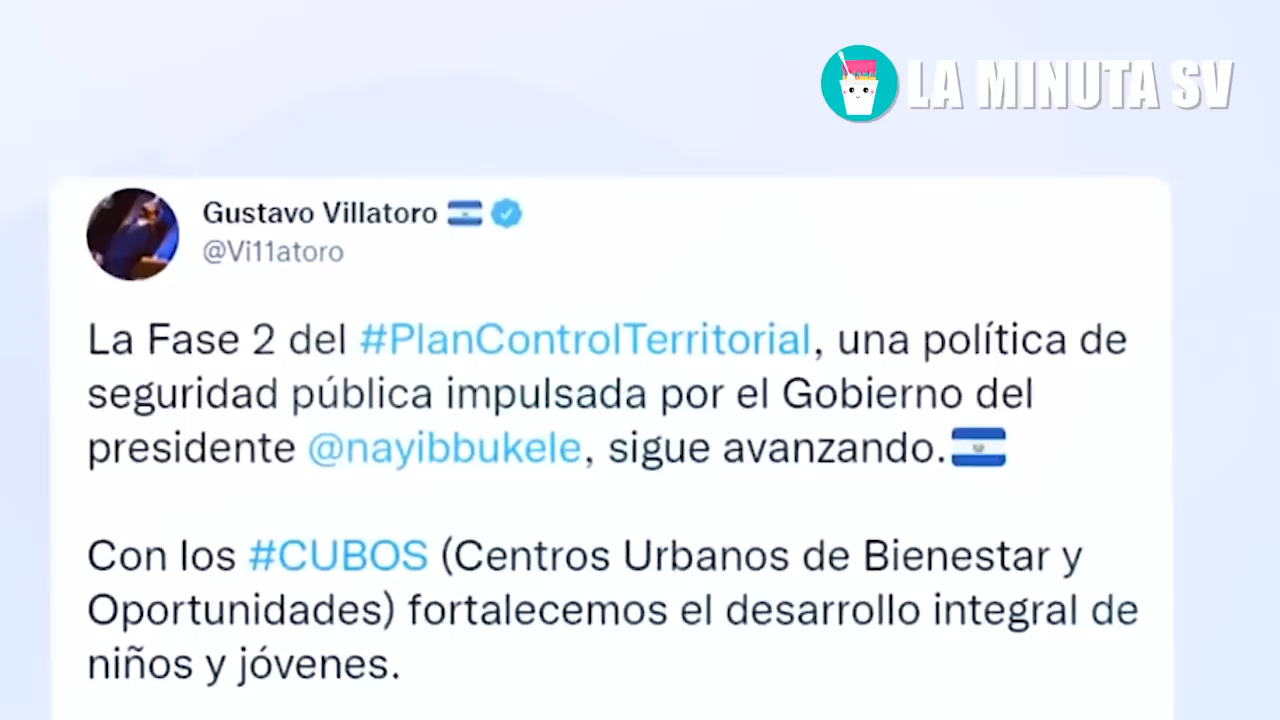 LA MINUTA SV
Gustavo Villatoro
@Vi11atoro
La Fase 2 del #PlanControlTerritorial, una política de
seguridad pública impulsada por el Gobierno del
presidente @nayibbukele, sigue avanzando.
Con los #CUBOS (Centros Urbanos de Bienestar y
Oportunidades) fortalecemos el desarrollo integral de
niños y jóvenes.